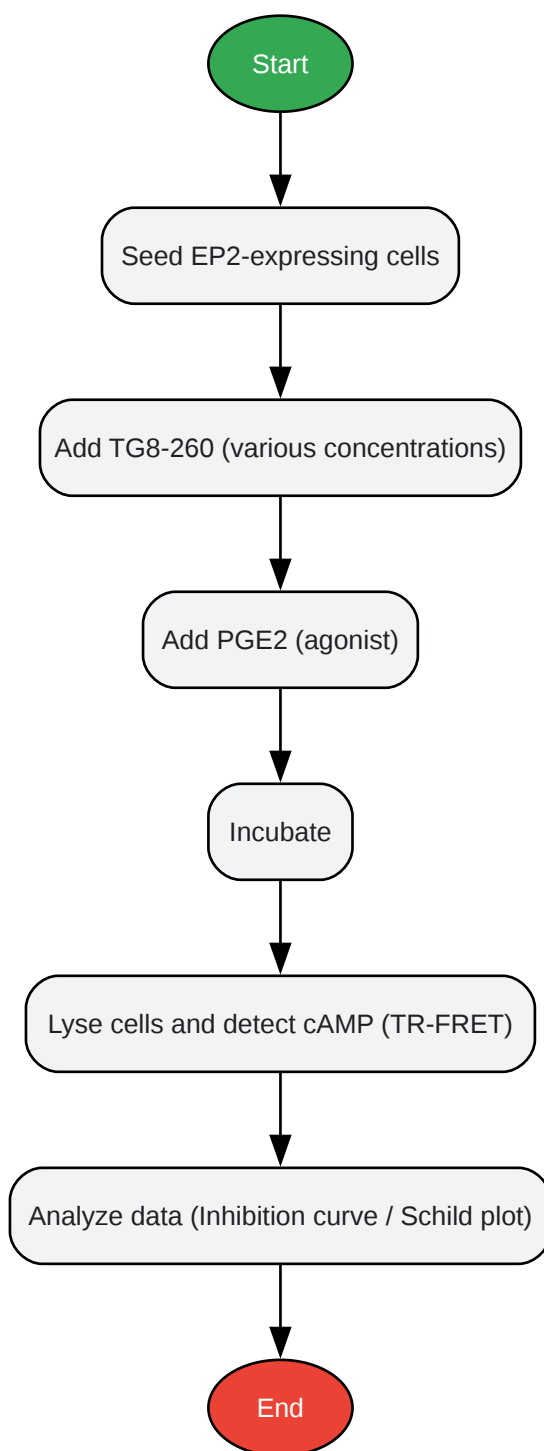 Start
Seed EP2-expressing cells
Add TG8-260 (various concentrations)
Add PGE2 (agonist)
Incubate
Lyse cells and detect cAMP (TR-FRET)
Analyze data (Inhibition curve / Schild plot)
End